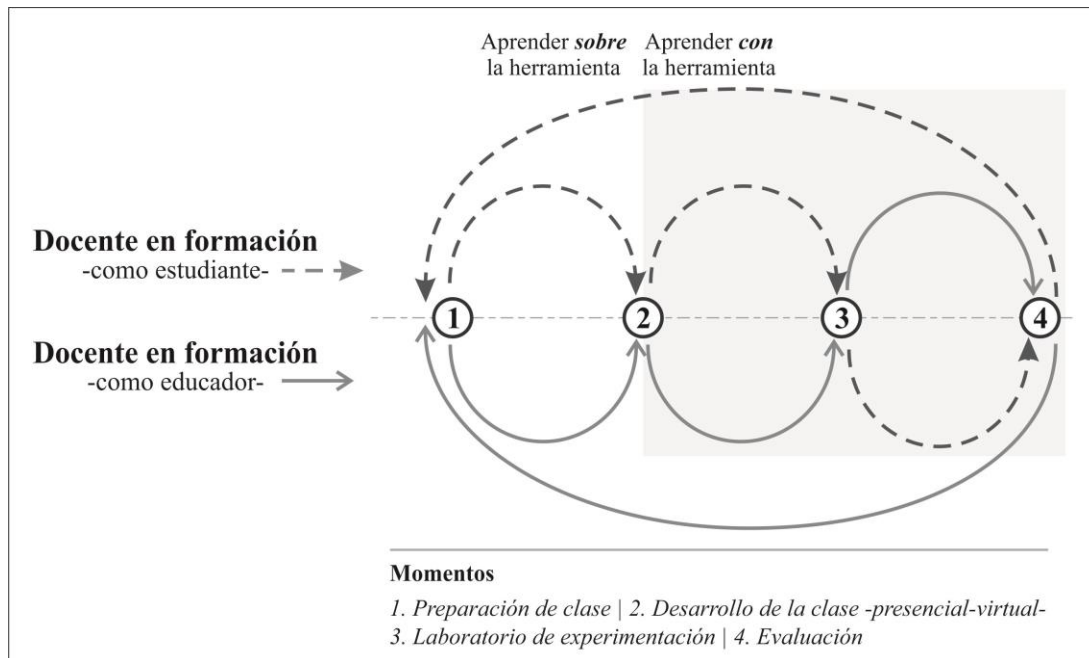 Aprender sobre
la herramienta
Aprender con
la herramienta
Docente en formación
-como estudiante-
1
2
3
4
Docente en formación
-como educador-
Momentos
1. Preparación de clase | 2. Desarrollo de la clase -presencial-virtual-
3. Laboratorio de experimentación | 4. Evaluación